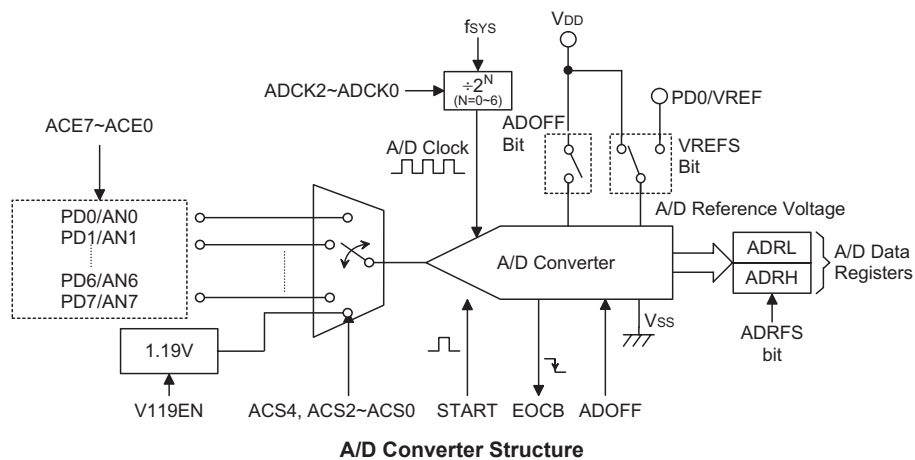 fSYS
VDD
ADCK2~ADCK0
÷2^N
(N=0~6)
PD0/VREF
ACE7~ACE0
A/D Clock
ADOFF
Bit
VREFS
Bit
PD0/AN0
PD1/AN1
PD6/AN6
PD7/AN7
A/D Reference Voltage
A/D Converter
ADRL
ADRH
A/D Data
Registers
1.19V
VSS
ADRFS
bit
V119EN
ACS4, ACS2~ACS0
START
EOCB
ADOFF
A/D Converter Structure